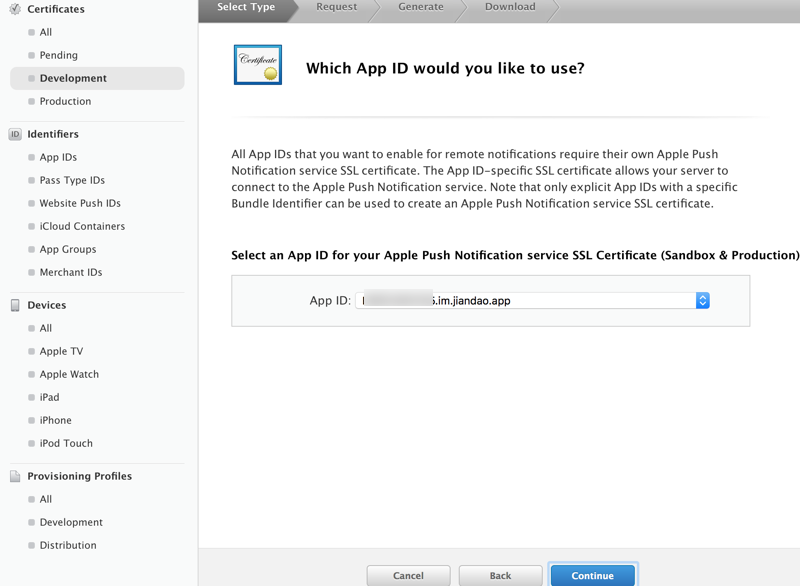 Certificates
All
Pending
Development
Production
ID
Identifiers
App IDs
Pass Type IDs
Website Push IDs
iCloud Containers
App Groups
Merchant IDs
Devices
All
Apple TV
Apple Watch
iPad
iPhone
iPod Touch
Provisioning Profiles
All
Development
Distribution
Select Type
Request
Generate
Download
Certificate
Which App ID would you like to use?
All App IDs that you want to enable for remote notifications require their own Apple Push
Notification service SSL certificate. The App ID-specific SSL certificate allows your server to
connect to the Apple Push Notification service. Note that only explicit App IDs with a specific
Bundle Identifier can be used to create an Apple Push Notification service SSL certificate.
Select an App ID for your Apple Push Notification service SSL Certificate (Sandbox & Production)
App ID: .im.jiandao.app
Cancel
Back
Continue